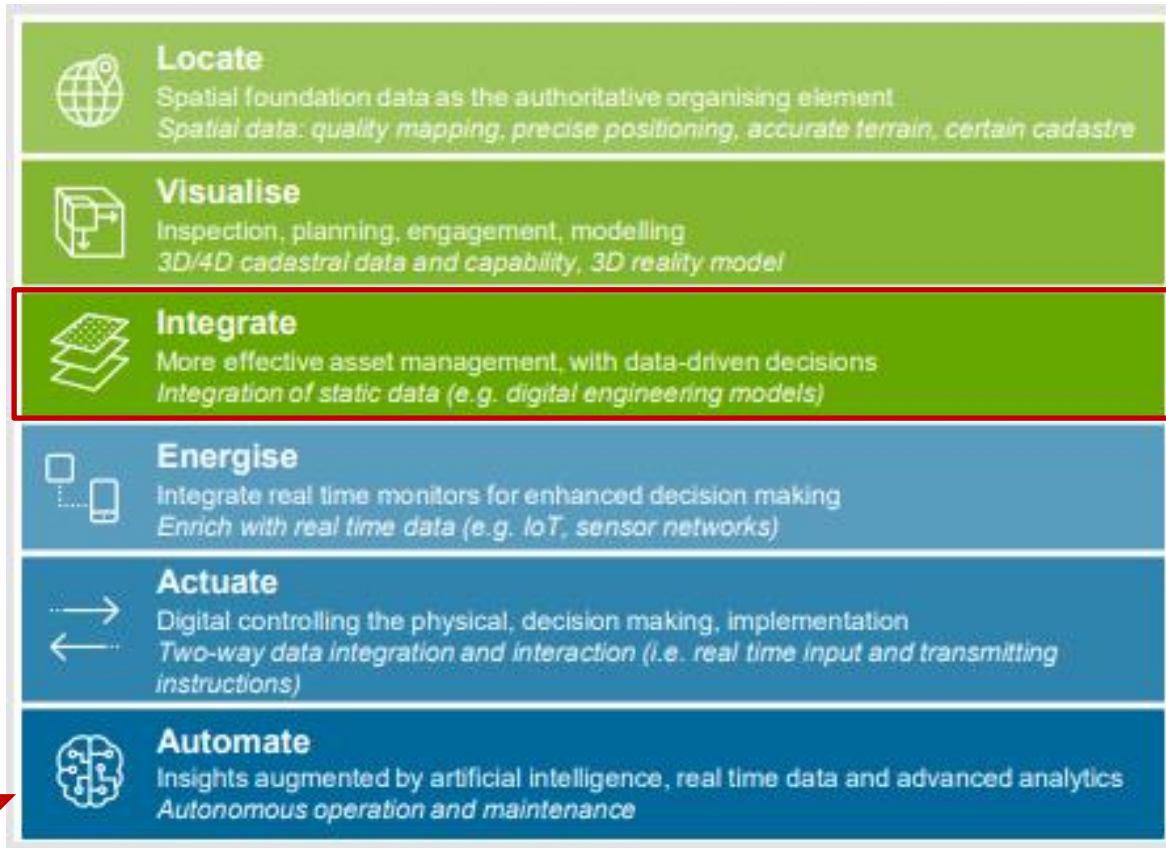 Locate
Spatial foundation data as the authoritative organising element
Spatial data: quality mapping, precise positioning, accurate terrain, certain cadastre
Visualise
Inspection, planning, engagement, modelling
3D/4D cadastral data and capability, 3D reality model
Integrate
More effective asset management, with data-driven decisions
Integration of static data (e.g. digital engineering models)
Energise
Integrate real time monitors for enhanced decision making
Enrich with real time data (e.g. IoT, sensor networks)
Actuate
Digital controlling the physical, decision making, implementation
Two-way data integration and interaction (i.e. real time input and transmitting
instructions)
Automate
Insights augmented by artificial intelligence, real time data and advanced analytics
Autonomous operation and maintenance